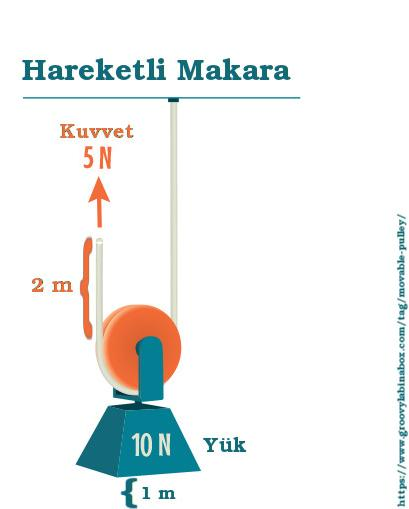 Hareketli Makara
Kuvvet
5 N
2 m
10 N
Yük
1 m
https://www.groovylabinabox.com/tag/movable-pulley/